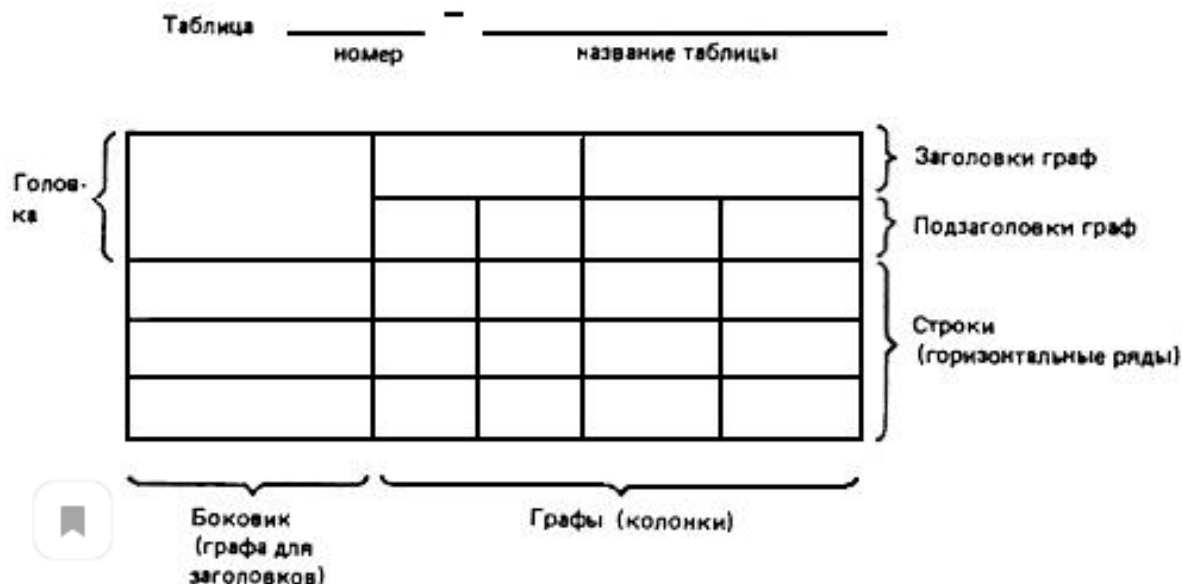 Таблица –
номер название таблицы
Голов-
ка
Заголовки граф
Подзаголовки граф
Строки
(горизонтальные ряды)
Боковик
(графа для
заголовков)
Графы (колонки)